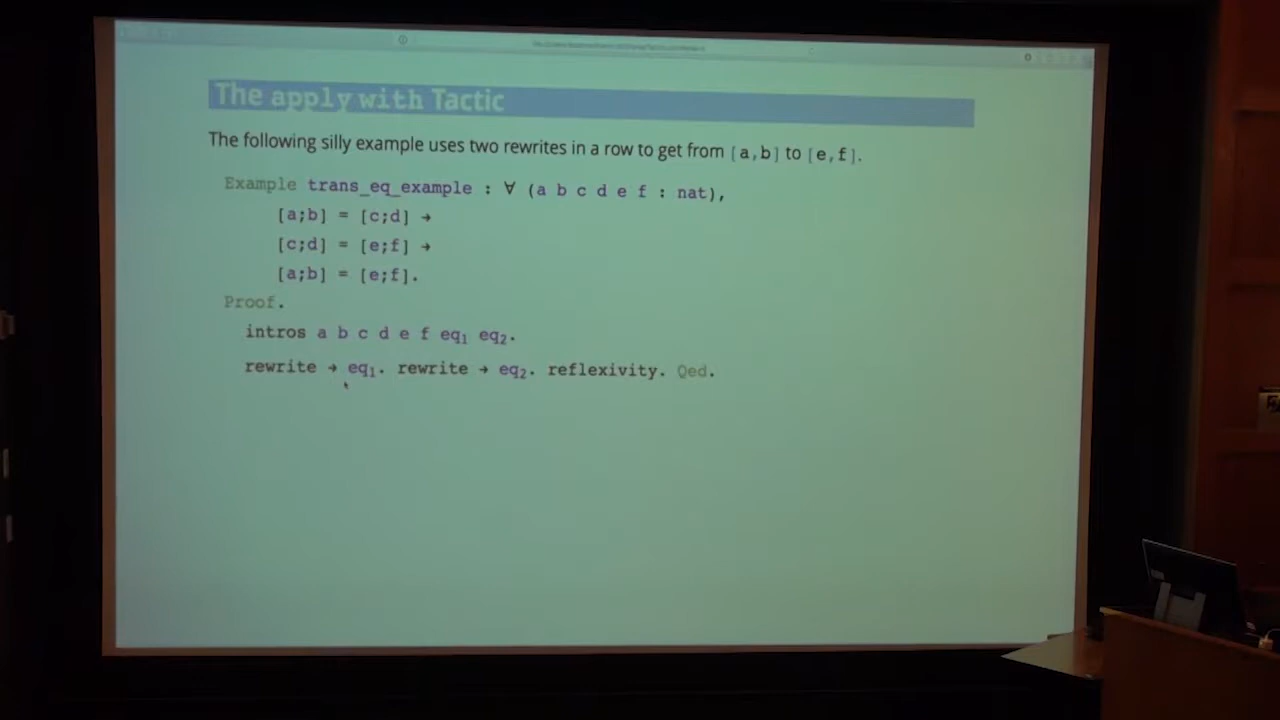 The apply with Tactic
The following silly example uses two rewrites in a row to get from [a,b] to [e,f].
Example trans_eq_example : ∀ (a b c d e f : nat),
[a;b] = [c;d] →
[c;d] = [e;f] →
[a;b] = [e;f].
Proof.
intros a b c d e f eq₁ eq₂.
rewrite → eq₁. rewrite → eq₂. reflexivity. Qed.